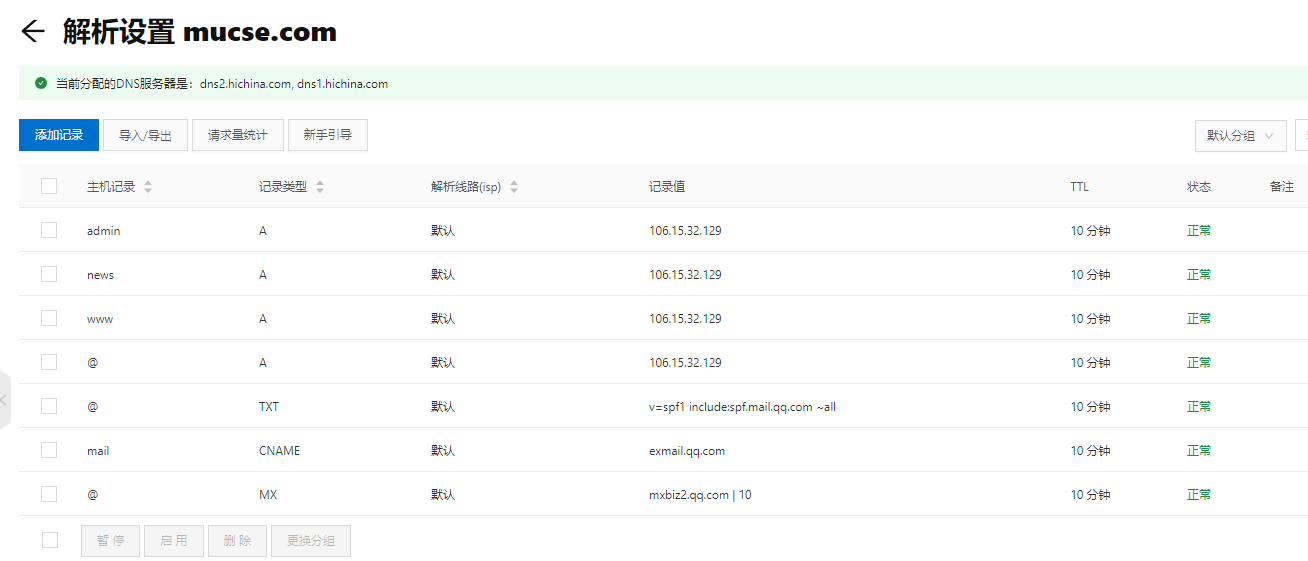 解析设置 mucse.com
当前分配的DNS服务器是：dns2.hichina.com, dns1.hichina.com
添加记录 导入/导出 请求量统计 新手引导 默认分组
主机记录 记录类型 解析线路(isp) 记录值 TTL 状态 备注
admin A 默认 106.15.32.129 10 分钟 正常
news A 默认 106.15.32.129 10 分钟 正常
www A 默认 106.15.32.129 10 分钟 正常
@ A 默认 106.15.32.129 10 分钟 正常
@ TXT 默认 v=spf1 include:spf.mail.qq.com ~all 10 分钟 正常
mail CNAME 默认 exmail.qq.com 10 分钟 正常
@ MX 默认 mxbiz2.qq.com | 10 10 分钟 正常
暂停 启用 删除 更换分组